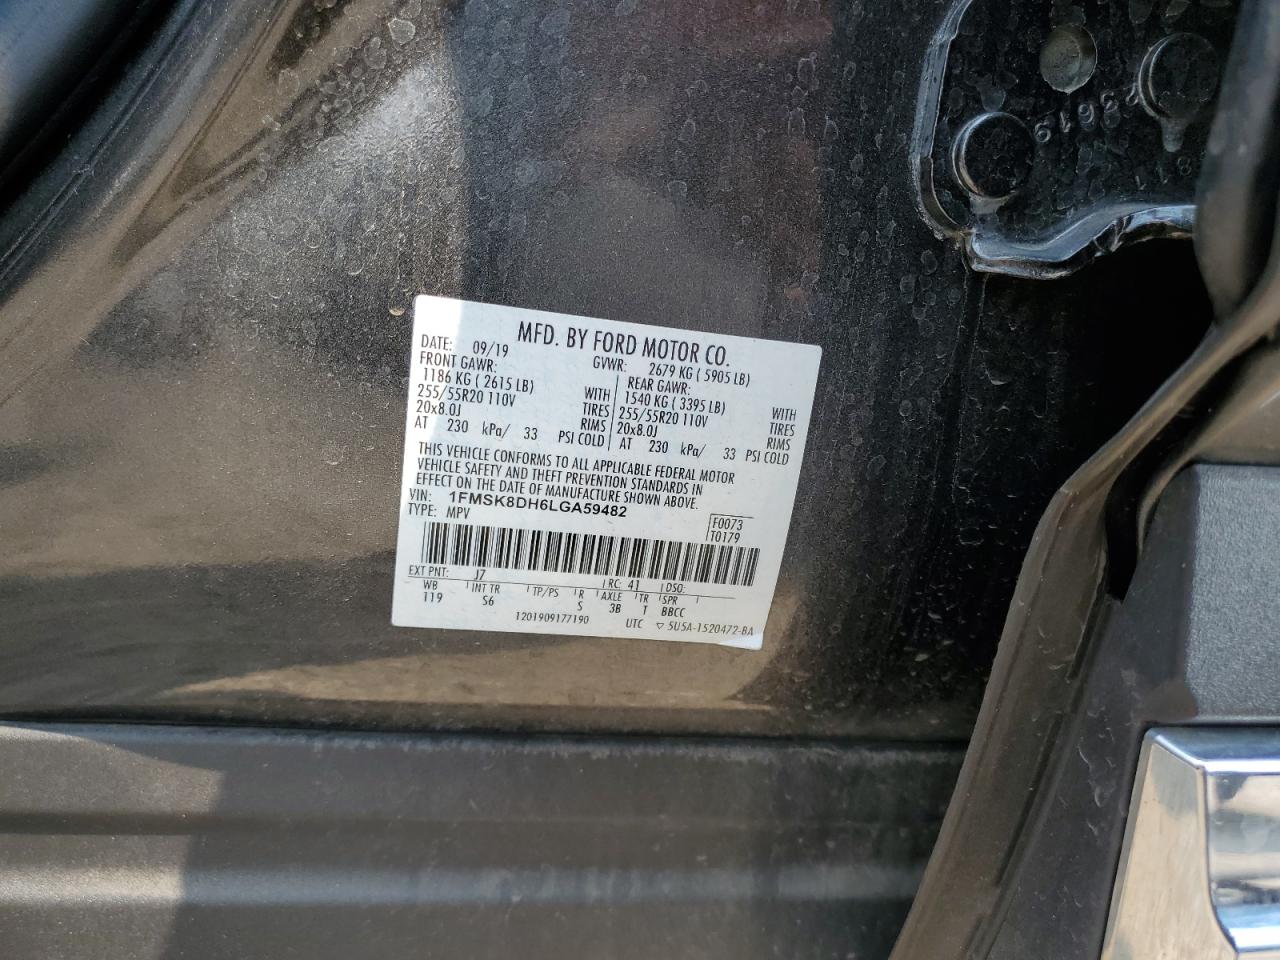 MFD. BY FORD MOTOR CO.
DATE: 09/19 GVWR: 2679 KG ( 5905 LB)
FRONT GAWR: REAR GAWR:
1186 KG ( 2615 LB) WITH 1540 KG ( 3395 LB) WITH
255/55R20 110V TIRES 255/55R20 110V TIRES
20x8.0J RIMS 20x8.0J RIMS
AT 230 kPa/ 33 PSI COLD AT 230 kPa/ 33 PSI COLD
THIS VEHICLE CONFORMS TO ALL APPLICABLE FEDERAL MOTOR
VEHICLE SAFETY AND THEFT PREVENTION STANDARDS IN
EFFECT ON THE DATE OF MANUFACTURE SHOWN ABOVE.
VIN: 1FMSK8DH6LGA59482
TYPE: MPV F0073
T0179
EXT PNT: J7 RC: 41 DSO:
WB INT TR TP/PS R AXLE TR SPR
119 S6 S 3B T BBCC
1201909177190 UTC ▽ 5U5A-1520472-BA